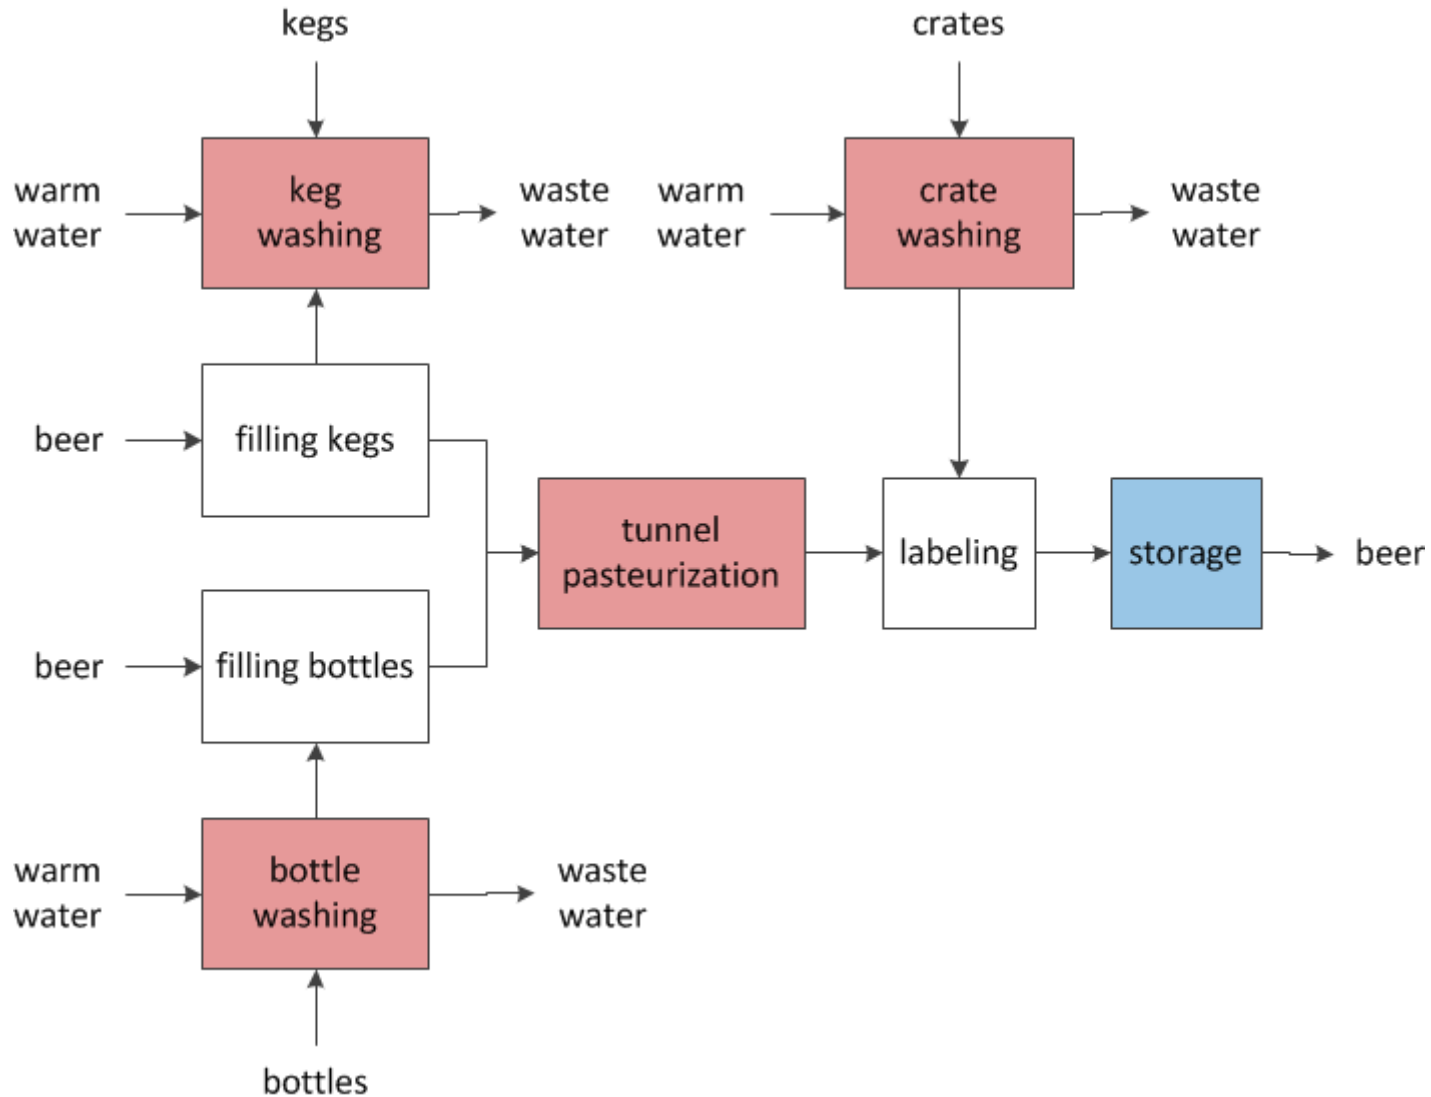 kegs
crates
warm
water
keg
washing
waste
water
warm
water
crate
washing
waste
water
beer
filling kegs
tunnel
pasteurization
labeling
storage
beer
beer
filling bottles
warm
water
bottle
washing
waste
water
bottles